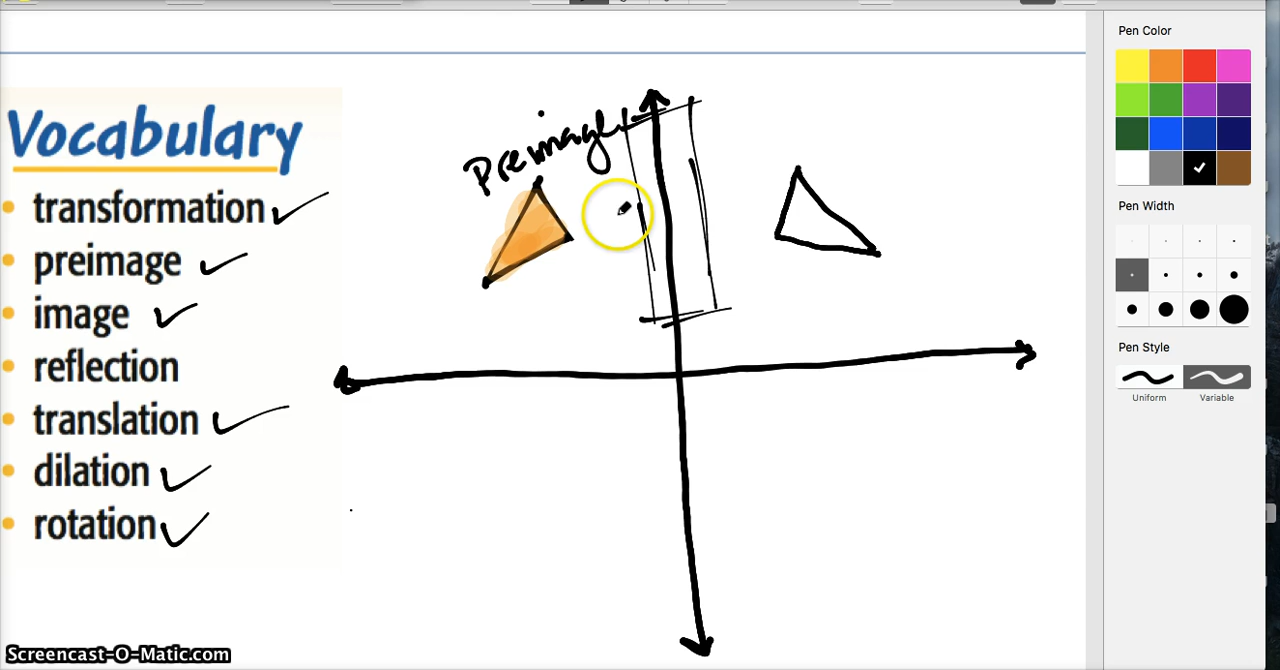 Vocabulary
• transformation
• preimage
• image
• reflection
• translation
• dilation
• rotation
Preimage
Pen Color
Pen Width
Pen Style
Uniform
Variable
Screencast-O-Matic.com